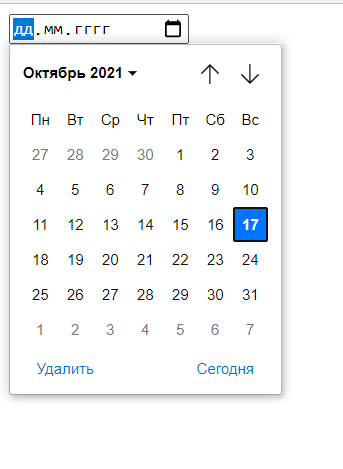 дд.мм.гггг
Октябрь 2021
Пн Вт Ср Чт Пт Сб Вс
27 28 29 30 1 2 3
4 5 6 7 8 9 10
11 12 13 14 15 16 17
18 19 20 21 22 23 24
25 26 27 28 29 30 31
1 2 3 4 5 6 7
Удалить Сегодня